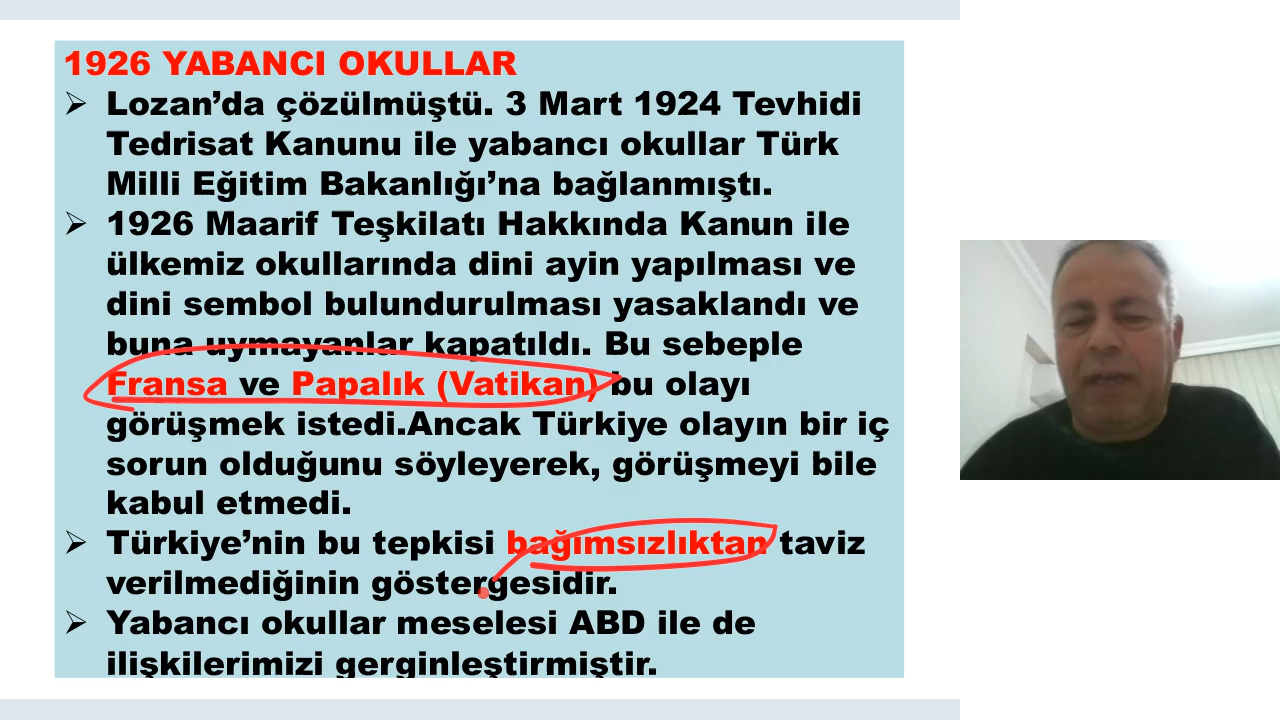 1926 YABANCI OKULLAR
➢ Lozan’da çözülmüştü. 3 Mart 1924 Tevhidi
Tedrisat Kanunu ile yabancı okullar Türk
Milli Eğitim Bakanlığı’na bağlanmıştı.
➢ 1926 Maarif Teşkilatı Hakkında Kanun ile
ülkemiz okullarında dini ayin yapılması ve
dini sembol bulundurulması yasaklandı ve
buna uymayanlar kapatıldı. Bu sebeple
Fransa ve Papalık (Vatikan) bu olayı
görüşmek istedi.Ancak Türkiye olayın bir iç
sorun olduğunu söyleyerek, görüşmeyi bile
kabul etmedi.
➢ Türkiye’nin bu tepkisi bağımsızlıktan taviz
verilmediğinin göstergesidir.
➢ Yabancı okullar meselesi ABD ile de
ilişkilerimizi gerginleştirmiştir.